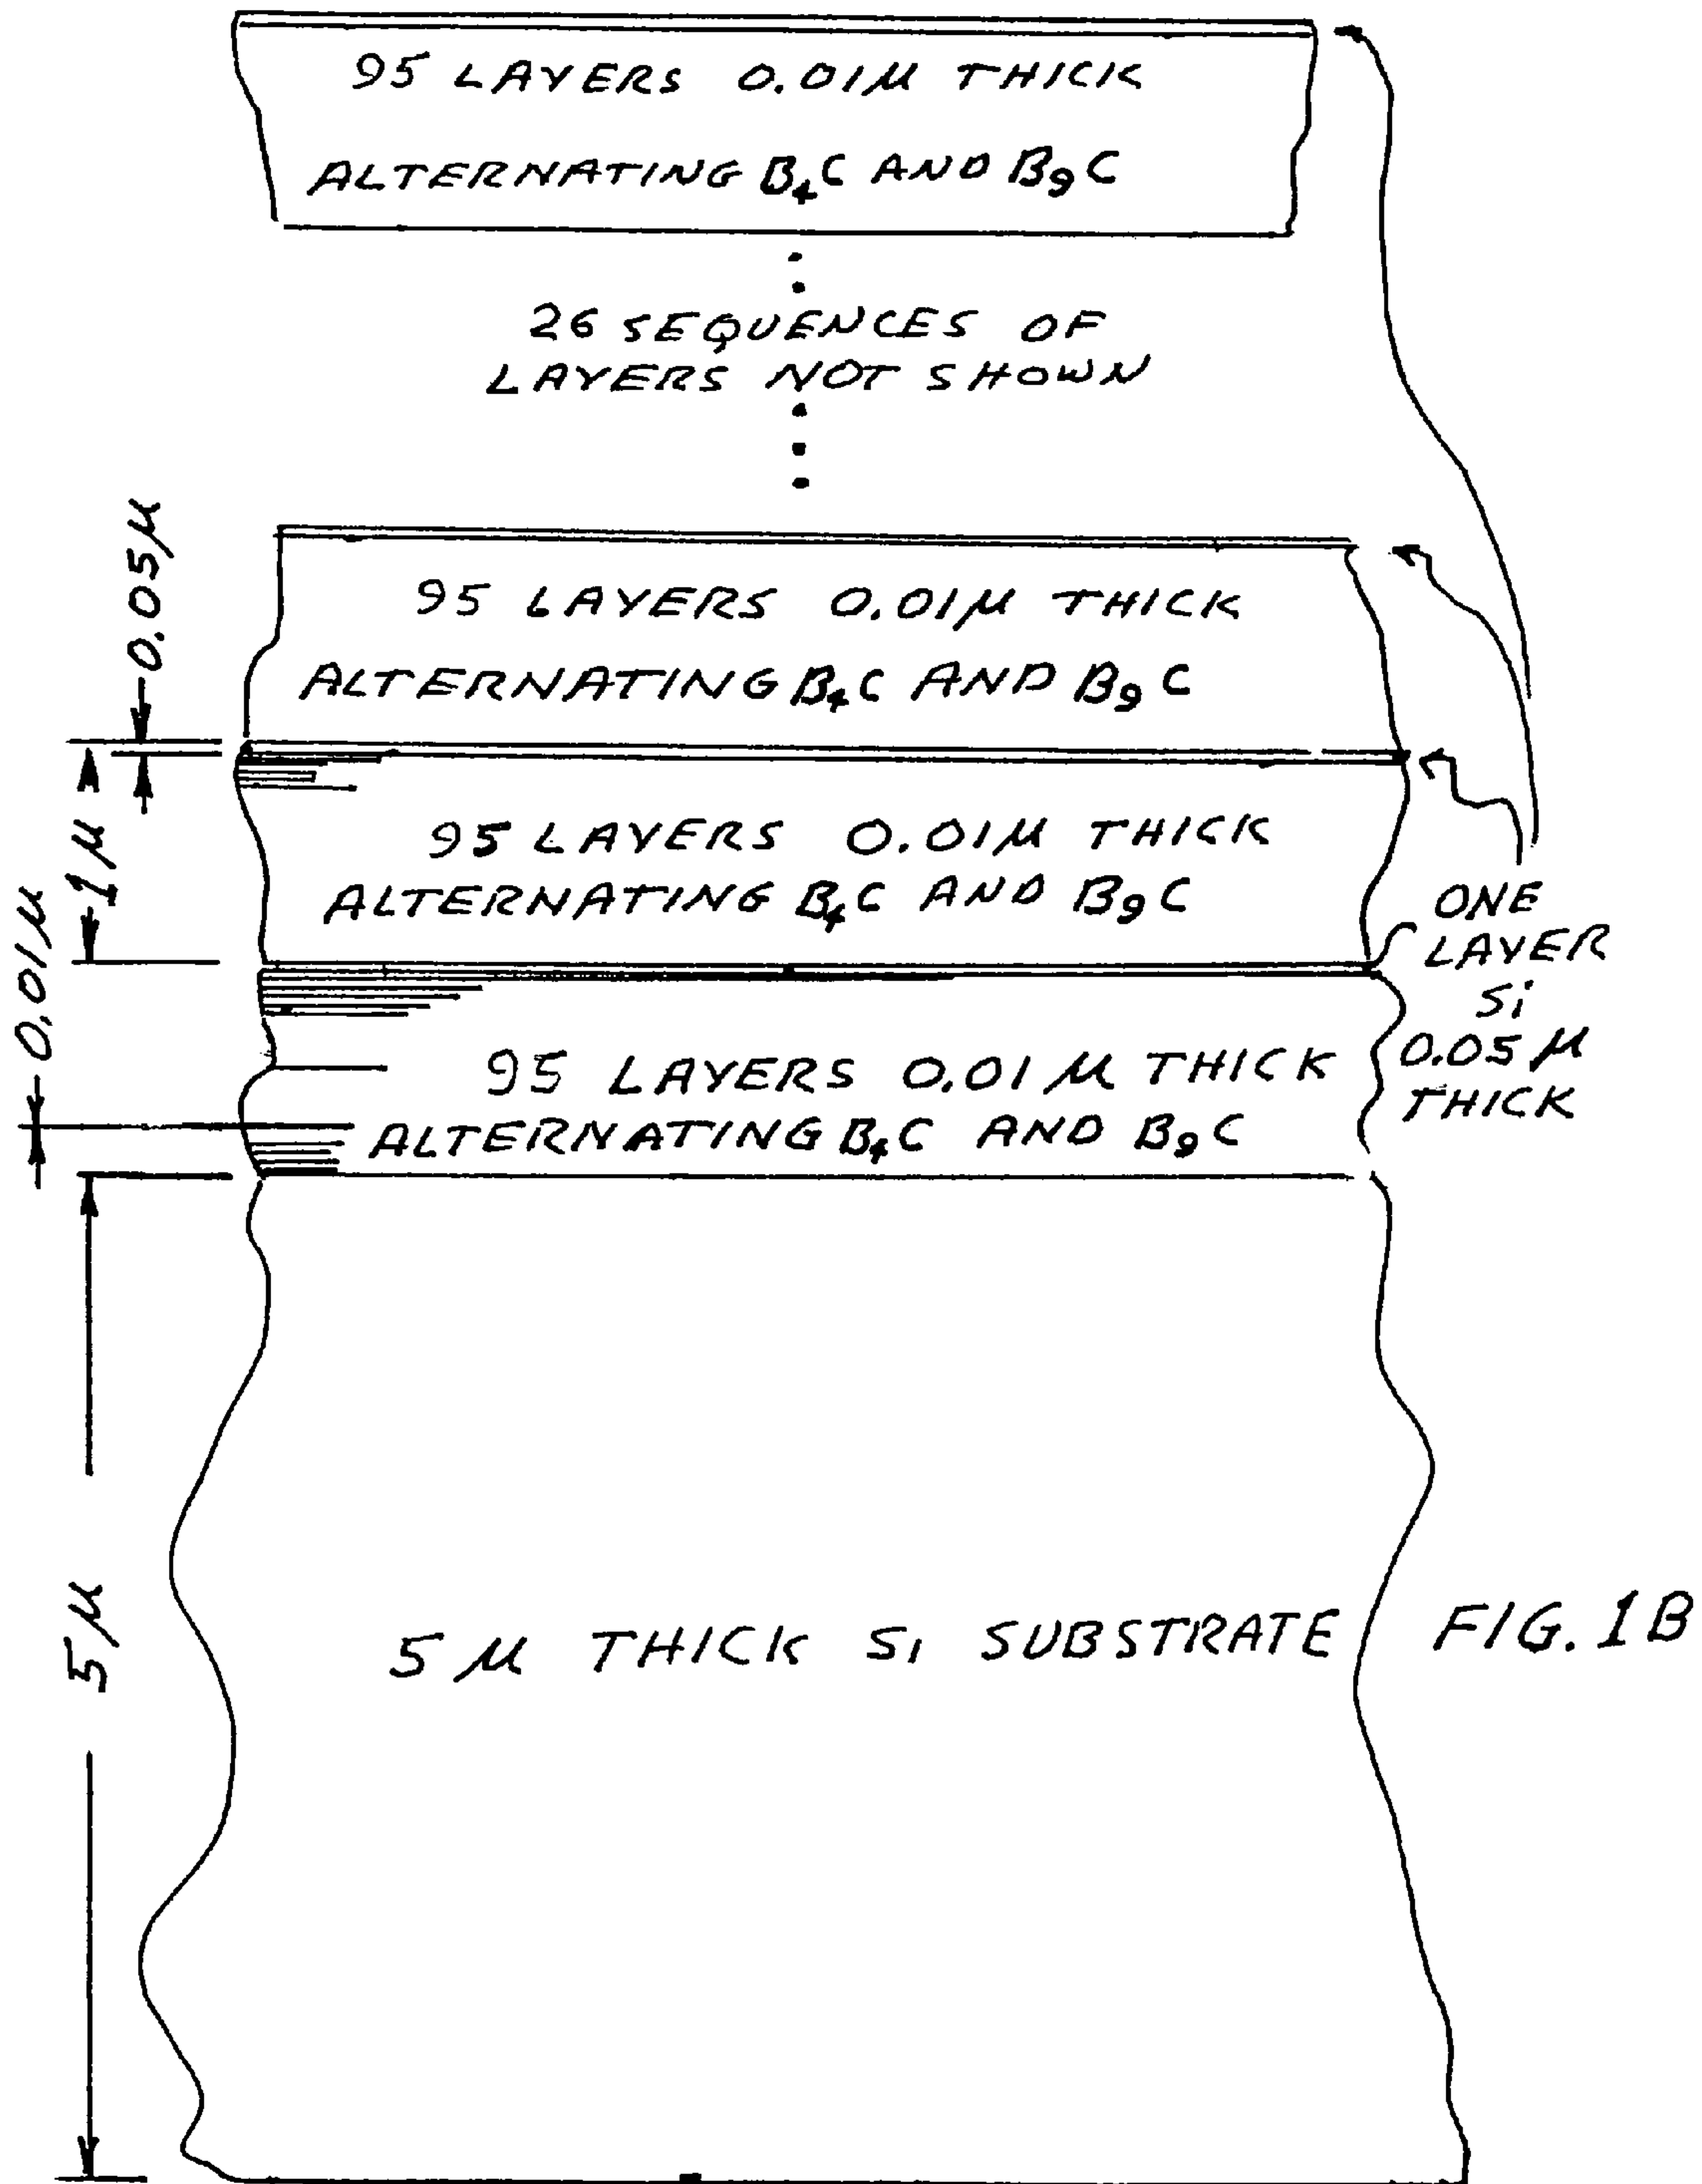 95 LAYERS 0.01μ THICK
ALTERNATING B₄C AND B₉C
26 SEQUENCES OF
LAYERS NOT SHOWN
0.05μ
95 LAYERS 0.01μ THICK
ALTERNATING B₄C AND B₉C
1μ
95 LAYERS 0.01μ THICK
ALTERNATING B₄C AND B₉C
ONE
LAYER
Si
0.05μ
THICK
0.01μ
95 LAYERS 0.01μ THICK
ALTERNATING B₄C AND B₉C
5μ
5μ THICK Si SUBSTRATE
FIG. 1B